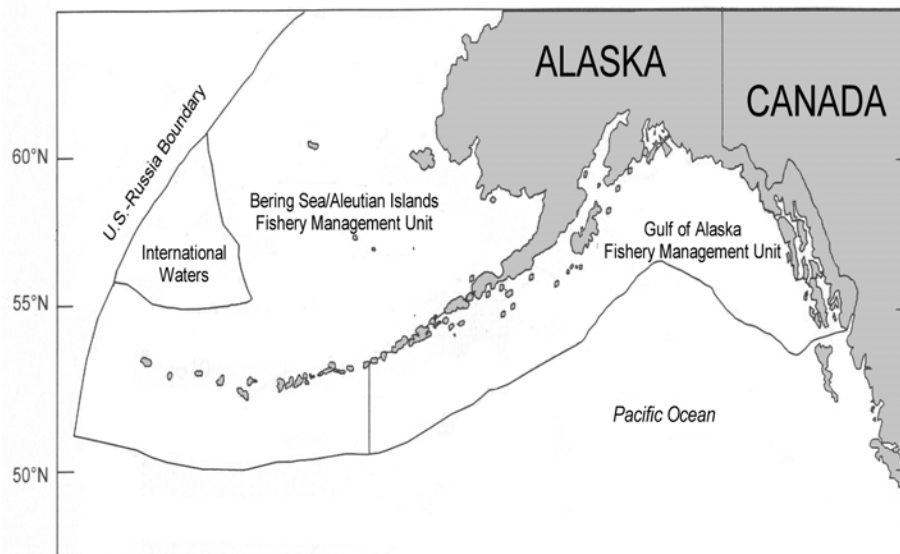 ALASKA
CANADA
U.S.-Russia Boundary
60°N
Bering Sea/Aleutian Islands
Fishery Management Unit
Gulf of Alaska
Fishery Management Unit
International
Waters
55°N
Pacific Ocean
50°N